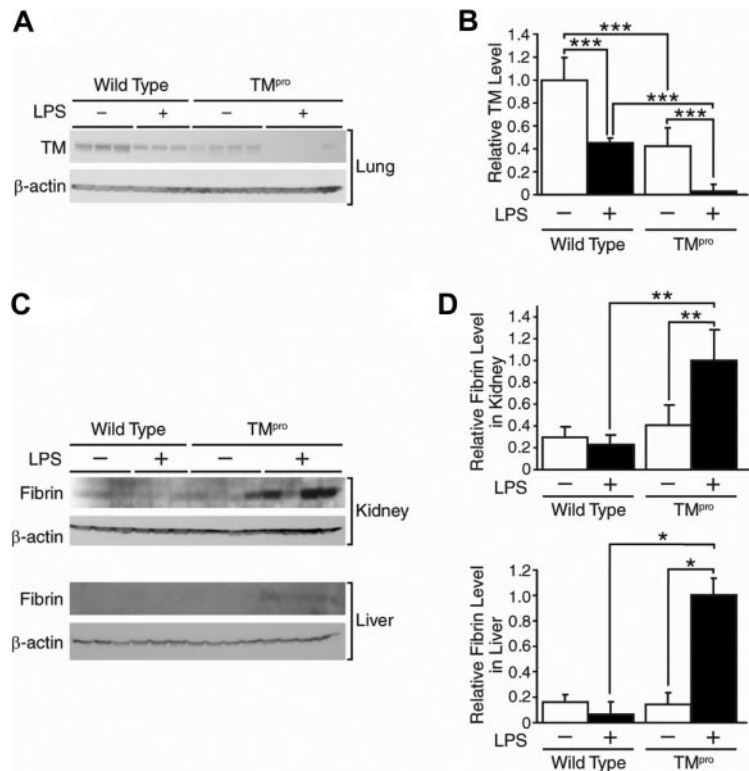 A
Wild Type TMᵖʳᵒ
LPS − + − +
TM
β-actin
Lung
B
Relative TM Level
1.4
1.2
1.0
0.8
0.6
0.4
0.2
0
***
***
***
***
LPS − + − +
Wild Type TMᵖʳᵒ
C
Wild Type TMᵖʳᵒ
LPS − + − +
Fibrin
β-actin
Kidney
Fibrin
β-actin
Liver
D
Relative Fibrin Level
in Kidney
1.4
1.2
1.0
0.8
0.6
0.4
0.2
0
**
**
LPS − + − +
Wild Type TMᵖʳᵒ
Relative Fibrin Level
in Liver
1.2
1.0
0.8
0.6
0.4
0.2
0
*
*
LPS − + − +
Wild Type TMᵖʳᵒ